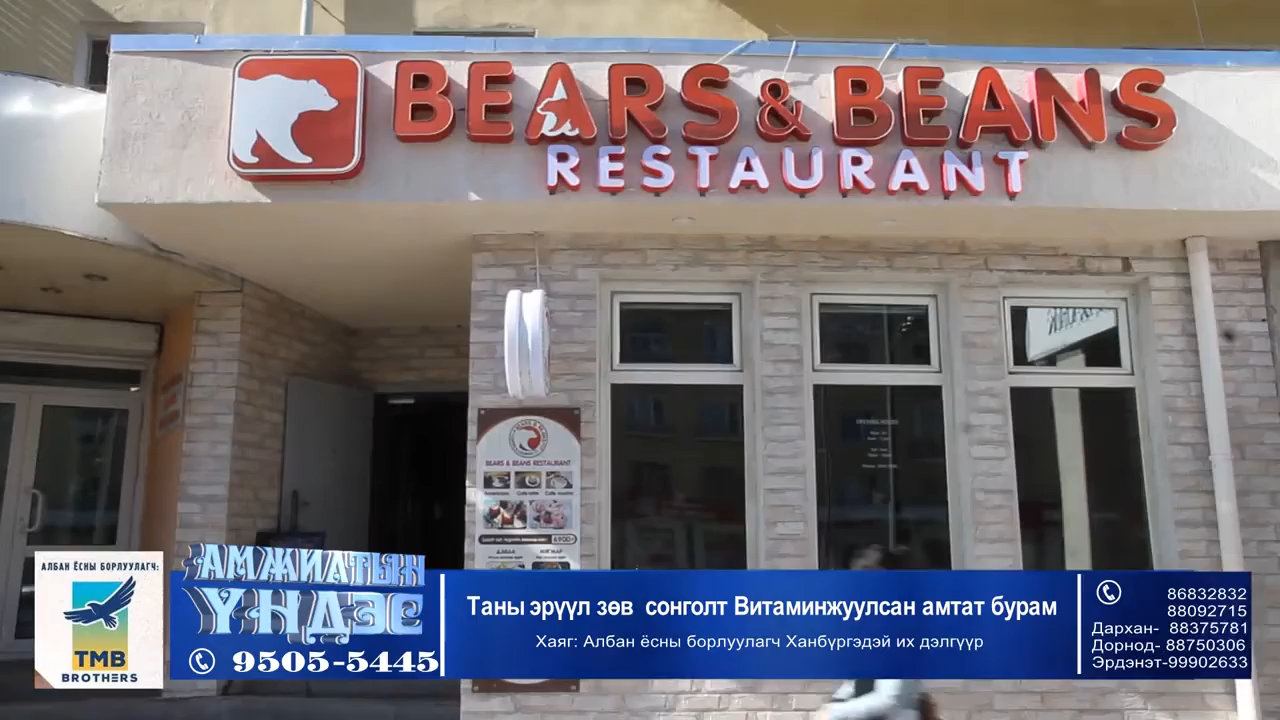 BEARS & BEANS
RESTAURANT
BEARS & BEANS RESTAURANT
АЛБАН ЁСНЫ БОРЛУУЛАГЧ:
TMB
BROTHERS
АМЖИЛТЫН
ҮНДЭС
9505-5445
Таны эрүүл зөв сонголт Витаминжуулсан амтат бурам
Хаяг: Албан ёсны борлуулагч Ханбүргэдэй их дэлгүүр
86832832
88092715
Дархан- 88375781
Дорнод- 88750306
Эрдэнэт-99902633